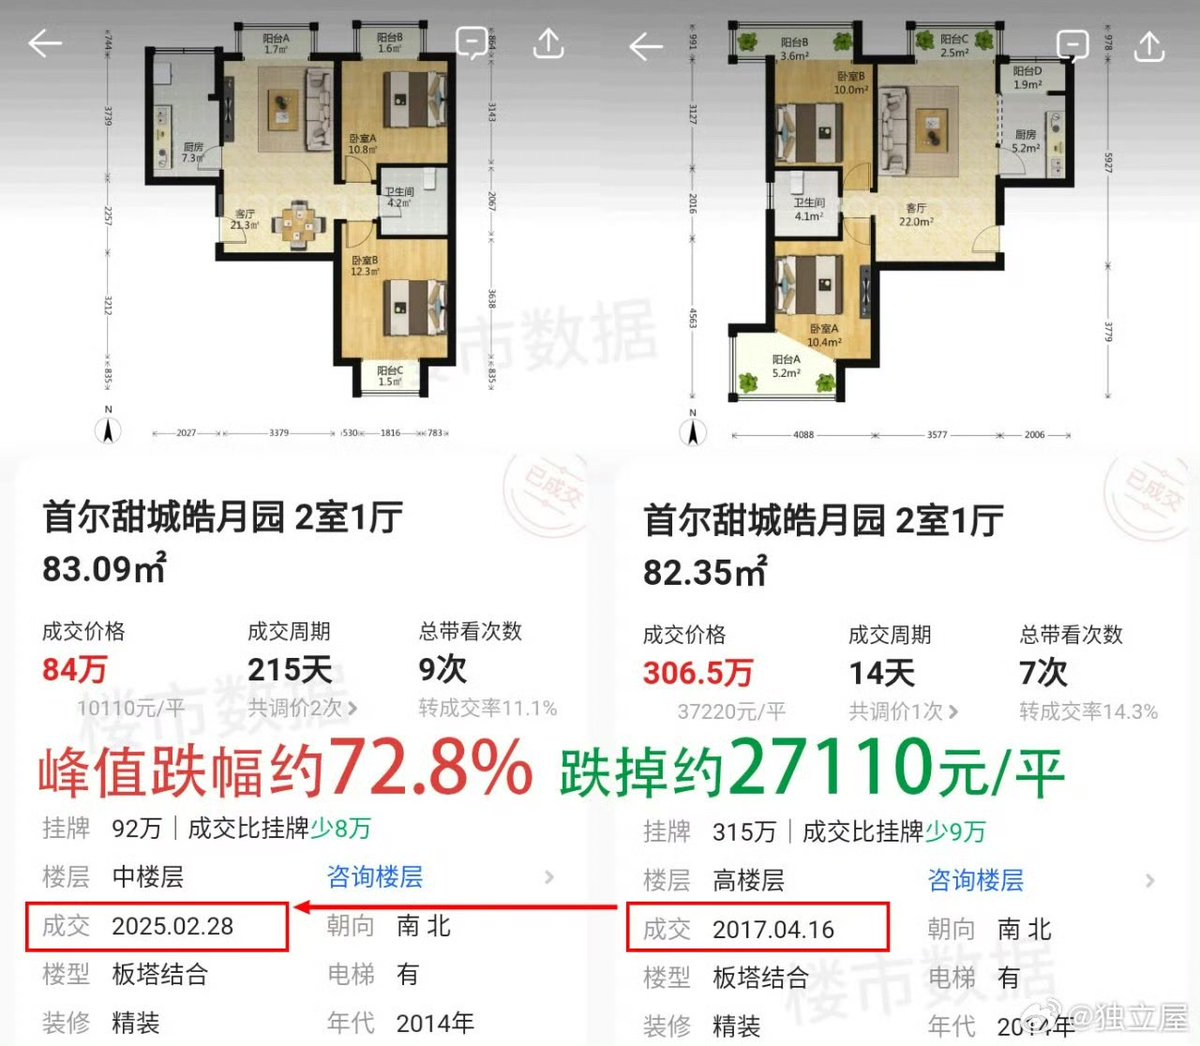 阳台A
1.7㎡
阳台B
1.6㎡
厨房
7.3㎡
卧室A
10.8㎡
卫生间
4.2㎡
客厅
21.3㎡
卧室B
12.3㎡
阳台C
1.5㎡
744
3739
2257
3212
835
864
3143
2067
3638
835
N
2027
3379
530
1816
783
阳台B
3.6m²
阳台C
2.5m²
阳台D
1.9m²
卧室B
10.0m²
厨房
5.2m²
卫生间
4.1m²
客厅
22.0m²
卧室A
10.4m²
阳台A
5.2m²
991
3127
2016
4563
978
5927
3779
N
4088
3577
2006
楼市数据
已成交
首尔甜城皓月园 2室1厅
83.09㎡
成交价格
成交周期
总带看次数
84万
215天
9次
10110元/平
共调价2次
转成交率11.1%
楼市数据
已成交
首尔甜城皓月园 2室1厅
82.35㎡
成交价格
成交周期
总带看次数
306.5万
14天
7次
37220元/平
共调价1次
转成交率14.3%
峰值跌幅约72.8% 跌掉约27110元/平
挂牌 92万｜成交比挂牌少8万
楼层 中楼层 咨询楼层
成交 2025.02.28 朝向 南 北
楼型 板塔结合 电梯 有
装修 精装 年代 2014年
挂牌 315万｜成交比挂牌少9万
楼层 高楼层 咨询楼层
成交 2017.04.16 朝向 南 北
楼型 板塔结合 电梯 有
装修 精装 年代 2014年
楼市数据
@独立屋